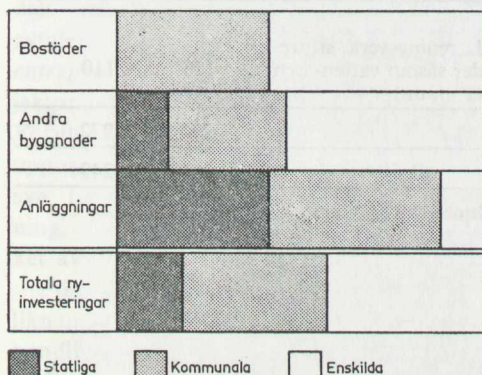 Bostäder
Andra
byggnader
Anläggningar
Totala ny-
investeringar
Statliga
Kommunala
Enskilda